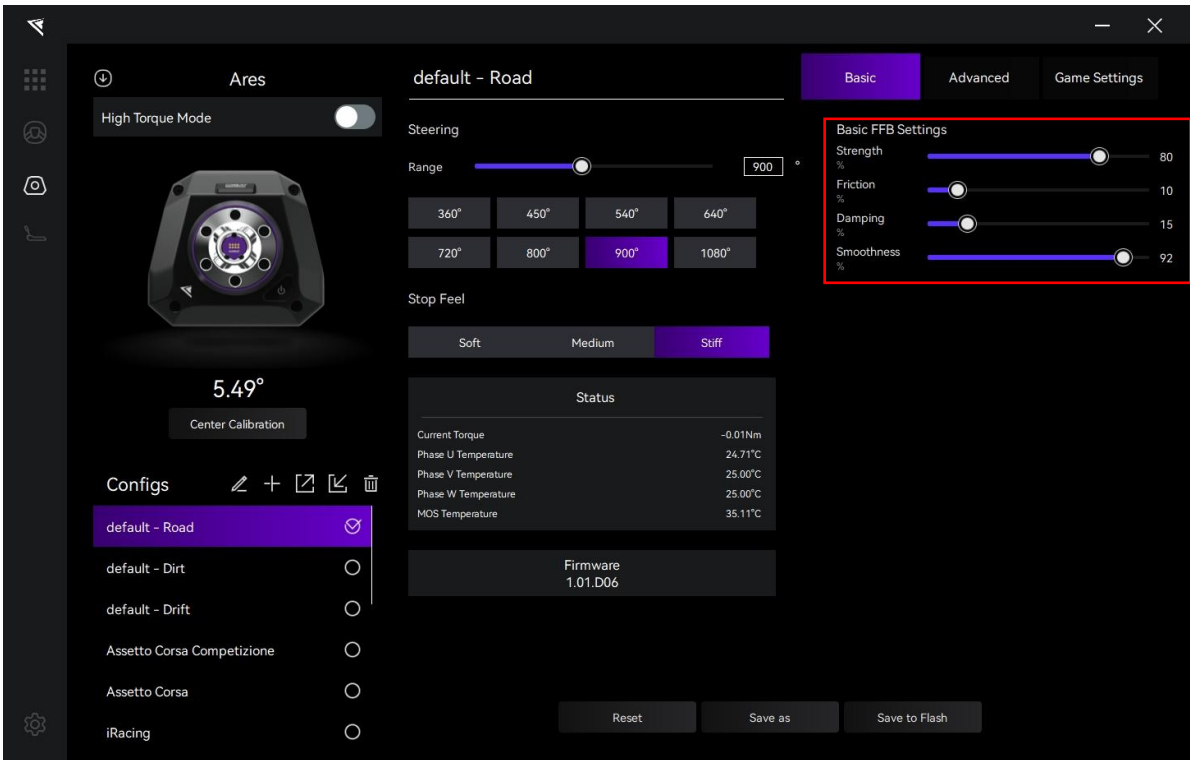 Ares
High Torque Mode
5.49°
Center Calibration
Configs
default - Road
default - Dirt
default - Drift
Assetto Corsa Competizione
Assetto Corsa
iRacing
default - Road
Steering
Range 900 °
360° 450° 540° 640°
720° 800° 900° 1080°
Stop Feel
Soft Medium Stiff
Status
Current Torque -0.01Nm
Phase U Temperature 24.71°C
Phase V Temperature 25.00°C
Phase W Temperature 25.00°C
MOS Temperature 35.11°C
Firmware
1.01.D06
Basic Advanced Game Settings
Basic FFB Settings
Strength 80
%
Friction 10
%
Damping 15
%
Smoothness 92
%
Reset Save as Save to Flash